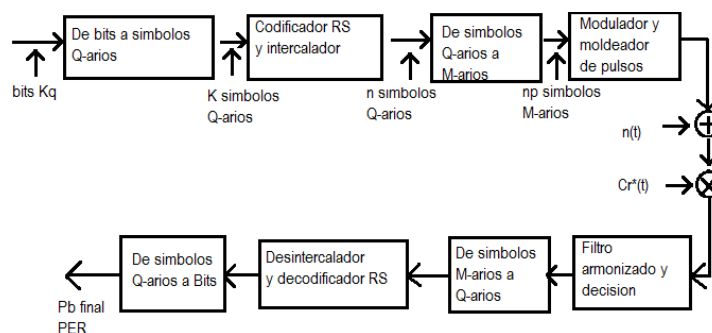 De bits a simbolos
Q-arios
Codificador RS
y intercalador
De simbolos
Q-arios a
M-arios
Modulador y
moldeador
de pulsos
bits Kq
K simbolos
Q-arios
n simbolos
Q-arios
np simbolos
M-arios
n(t)
Cr*(t)
De simbolos
Q-arios a Bits
Desintercalador
y decodificador RS
De simbolos
M-arios a
Q-arios
Filtro
armonizado y
decision
Pb final
PER